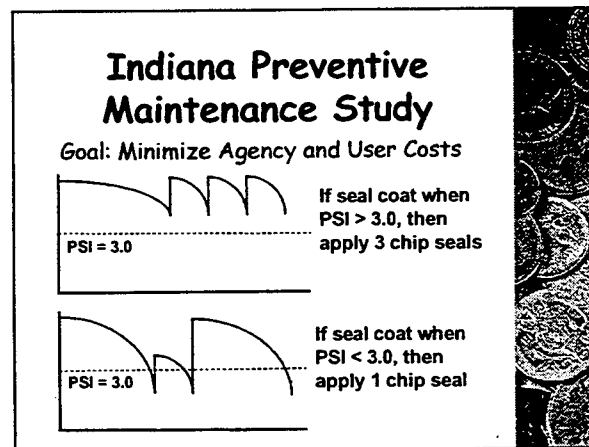 Indiana Preventive
Maintenance Study
Goal: Minimize Agency and User Costs
PSI = 3.0
If seal coat when
PSI > 3.0, then
apply 3 chip seals
PSI = 3.0
If seal coat when
PSI < 3.0, then
apply 1 chip seal